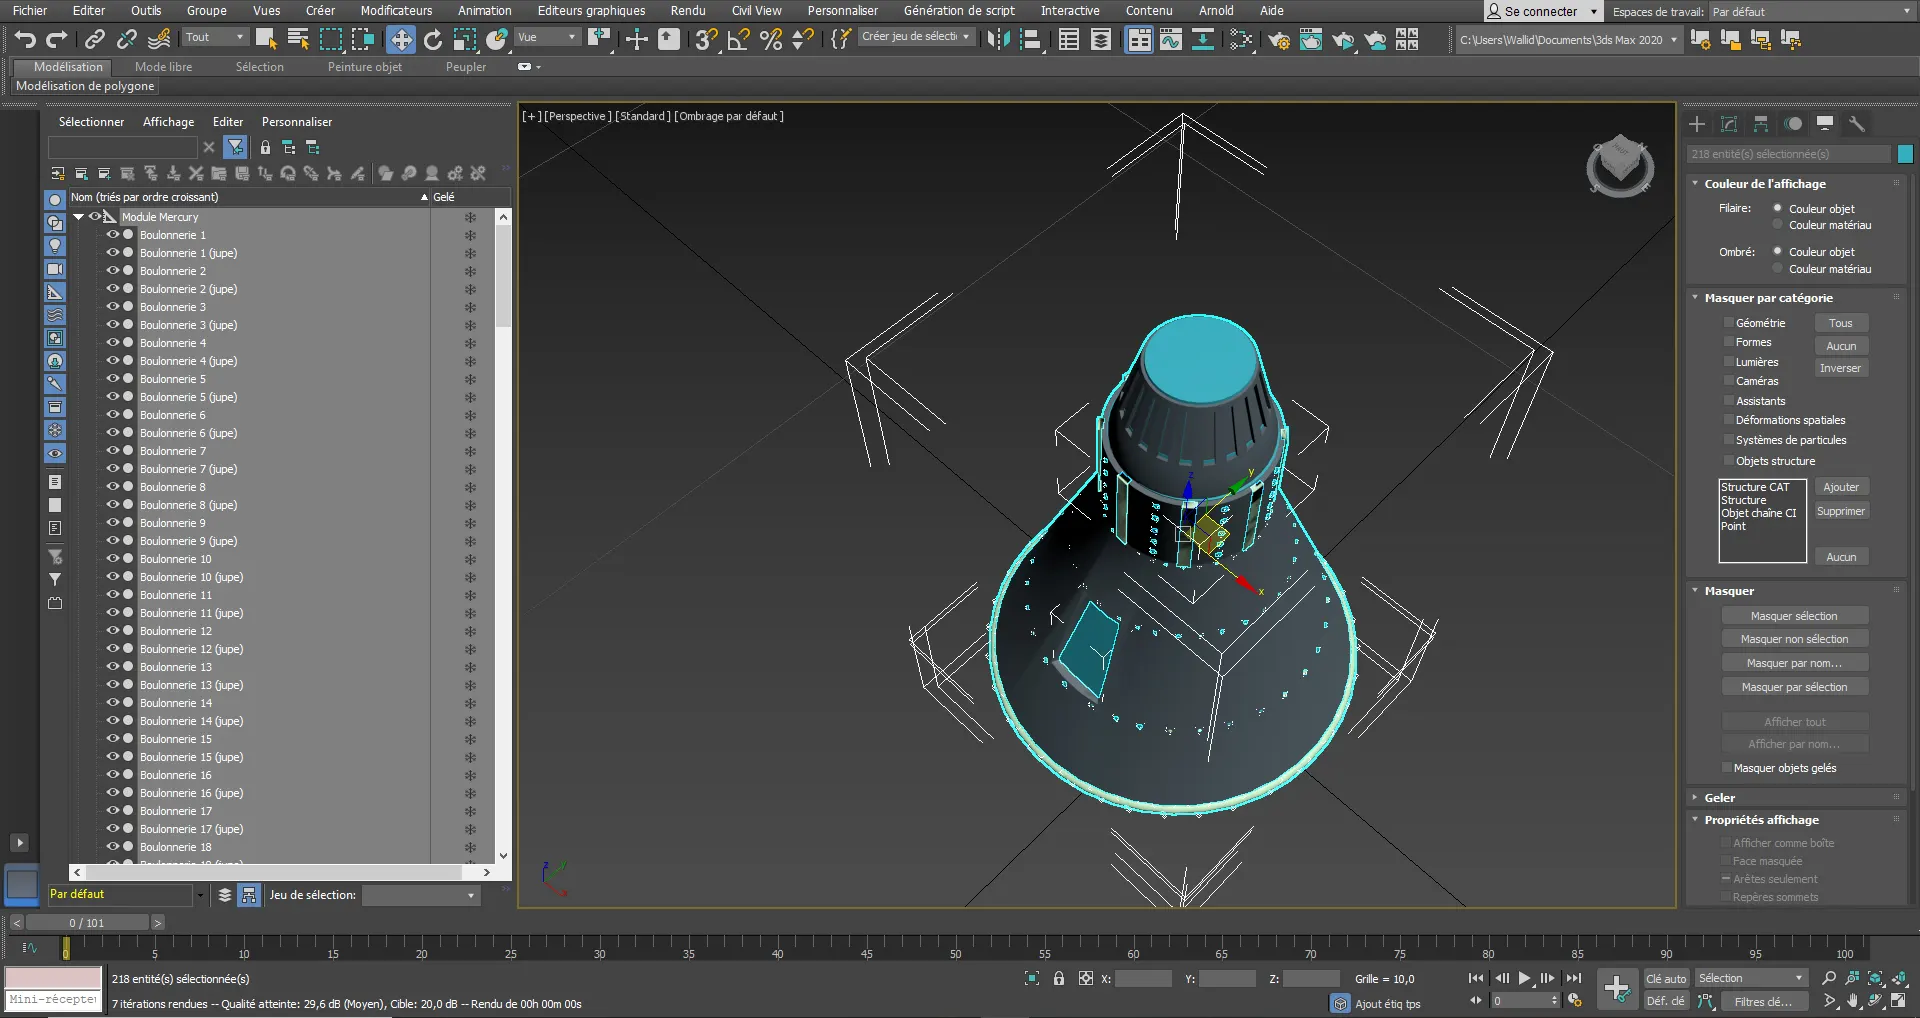 Fichier Editer Outils Groupe Vues Créer Modificateurs Animation Editeurs graphiques Rendu Civil View Personnaliser Génération de script Interactive Contenu Arnold Aide Se connecter Espaces de travail: Par défaut
Tout Vue Créer jeu de sélecti C:\Users\Wallid\Documents\3ds Max 2020
Modélisation Mode libre Sélection Peinture objet Peupler
Modélisation de polygone
Sélectionner Affichage Editer Personnaliser
Nom (triés par ordre croissant) Gelé
Module Mercury
Boulonnerie 1
Boulonnerie 1 (jupe)
Boulonnerie 2
Boulonnerie 2 (jupe)
Boulonnerie 3
Boulonnerie 3 (jupe)
Boulonnerie 4
Boulonnerie 4 (jupe)
Boulonnerie 5
Boulonnerie 5 (jupe)
Boulonnerie 6
Boulonnerie 6 (jupe)
Boulonnerie 7
Boulonnerie 7 (jupe)
Boulonnerie 8
Boulonnerie 8 (jupe)
Boulonnerie 9
Boulonnerie 9 (jupe)
Boulonnerie 10
Boulonnerie 10 (jupe)
Boulonnerie 11
Boulonnerie 11 (jupe)
Boulonnerie 12
Boulonnerie 12 (jupe)
Boulonnerie 13
Boulonnerie 13 (jupe)
Boulonnerie 14
Boulonnerie 14 (jupe)
Boulonnerie 15
Boulonnerie 15 (jupe)
Boulonnerie 16
Boulonnerie 16 (jupe)
Boulonnerie 17
Boulonnerie 17 (jupe)
Boulonnerie 18
Par défaut Jeu de sélection:
[+] [Perspective] [Standard] [Ombrage par défaut]
z y x
z y x
218 entité(s) sélectionnée(s)
Couleur de l'affichage
Filaire: Couleur objet
Couleur matériau
Ombré: Couleur objet
Couleur matériau
Masquer par catégorie
Géométrie Tous
Formes Aucun
Lumières Inverser
Caméras
Assistants
Déformations spatiales
Systèmes de particules
Objets structure
Structure CAT Ajouter
Structure
Objet chaîne CI Supprimer
Point
Aucun
Masquer
Masquer sélection
Masquer non sélection
Masquer par nom...
Masquer par sélection
Afficher tout
Afficher par nom...
Masquer objets gelés
Geler
Propriétés affichage
Afficher comme boîte
Face masquée
Arêtes seulement
Repères sommets
< 0 / 101 >
0 5 10 15 20 25 30 35 40 45 50 55 60 65 70 75 80 85 90 95 100
218 entité(s) sélectionnée(s) X: Y: Z: Grille = 10,0 Clé auto Sélection
Mini-récepteu 7 itérations rendues -- Qualité atteinte: 29,6 dB (Moyen), Cible: 20,0 dB -- Rendu de 00h 00m 00s Ajout étiq tps 0 Déf. clé Filtres clé...